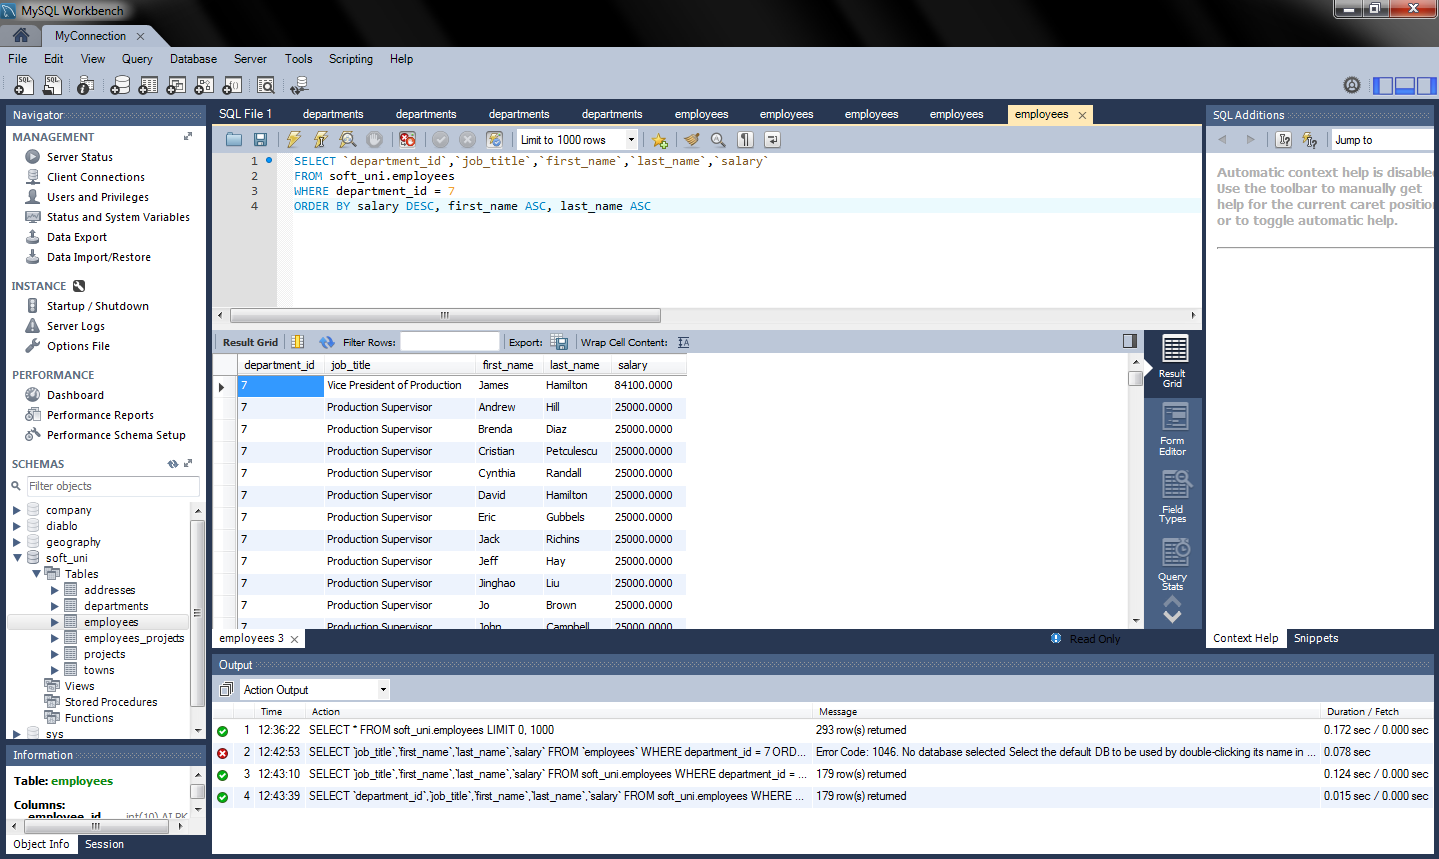 MySQL Workbench
MyConnection
File Edit View Query Database Server Tools Scripting Help
Navigator
MANAGEMENT
Server Status
Client Connections
Users and Privileges
Status and System Variables
Data Export
Data Import/Restore
INSTANCE
Startup / Shutdown
Server Logs
Options File
PERFORMANCE
Dashboard
Performance Reports
Performance Schema Setup
SCHEMAS
Filter objects
company
diablo
geography
soft_uni
Tables
addresses
departments
employees
employees_projects
projects
towns
Views
Stored Procedures
Functions
sys
Information
Table: employees
Columns:
employee_id int(10) AI PK
Object Info Session
SQL File 1 departments departments departments departments employees employees employees employees employees
Limit to 1000 rows
1 SELECT `department_id`,`job_title`,`first_name`,`last_name`,`salary`
2 FROM soft_uni.employees
3 WHERE department_id = 7
4 ORDER BY salary DESC, first_name ASC, last_name ASC
Result Grid Filter Rows: Export: Wrap Cell Content:
department_id job_title first_name last_name salary
7 Vice President of Production James Hamilton 84100.0000
7 Production Supervisor Andrew Hill 25000.0000
7 Production Supervisor Brenda Diaz 25000.0000
7 Production Supervisor Cristian Petculescu 25000.0000
7 Production Supervisor Cynthia Randall 25000.0000
7 Production Supervisor David Hamilton 25000.0000
7 Production Supervisor Eric Gubbels 25000.0000
7 Production Supervisor Jack Richins 25000.0000
7 Production Supervisor Jeff Hay 25000.0000
7 Production Supervisor Jinghao Liu 25000.0000
7 Production Supervisor Jo Brown 25000.0000
7 Production Supervisor John Campbell 25000.0000
Result
Grid
Form
Editor
Field
Types
Query
Stats
employees 3
Read Only
SQL Additions
Jump to
Automatic context help is disabled
Use the toolbar to manually get
help for the current caret position
or to toggle automatic help.
Context Help Snippets
Output
Action Output
Time Action Message Duration / Fetch
1 12:36:22 SELECT * FROM soft_uni.employees LIMIT 0, 1000 293 row(s) returned 0.172 sec / 0.000 sec
2 12:42:53 SELECT `job_title`,`first_name`,`last_name`,`salary` FROM `employees` WHERE department_id = 7 ORD... Error Code: 1046. No database selected Select the default DB to be used by double-clicking its name in ... 0.078 sec
3 12:43:10 SELECT `job_title`,`first_name`,`last_name`,`salary` FROM soft_uni.employees WHERE department_id = ... 179 row(s) returned 0.124 sec / 0.000 sec
4 12:43:39 SELECT `department_id`,`job_title`,`first_name`,`last_name`,`salary` FROM soft_uni.employees WHERE ... 179 row(s) returned 0.015 sec / 0.000 sec